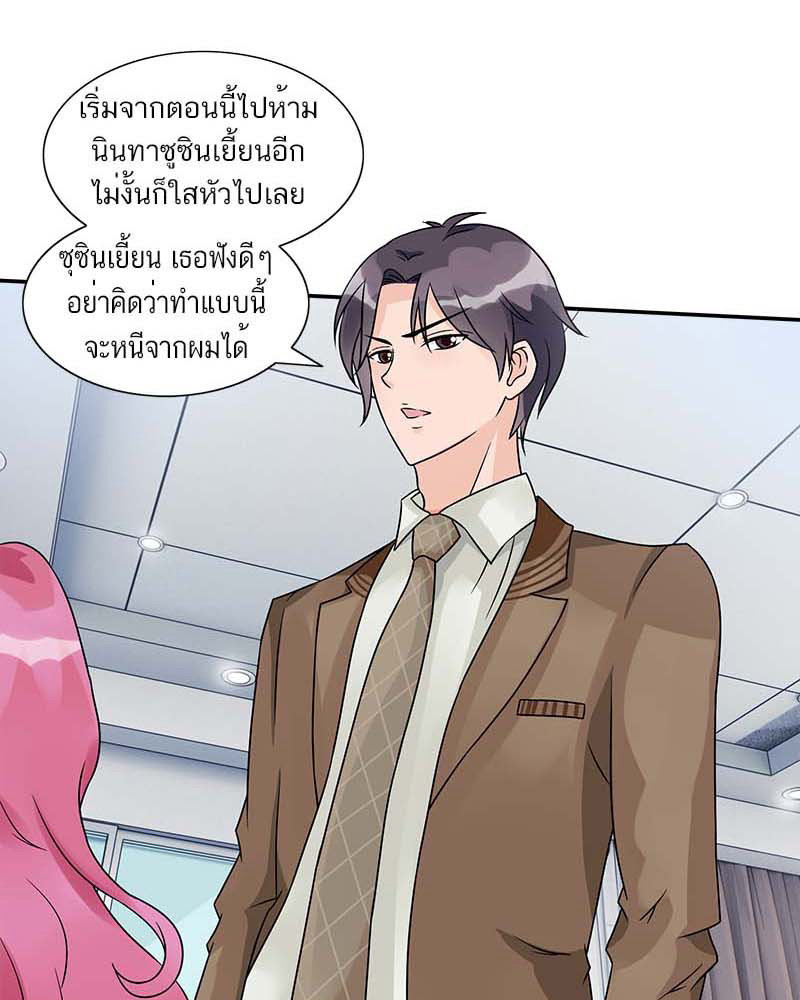 เริ่มจากตอนนี้ไปห้าม
นินทาซูซินเยี้ยนอีก
ไม่งั้นก็ใสหัวไปเลย
ซุซินเยี้ยน เธอฟังดีๆ
อย่าคิดว่าทำแบบนี้
จะหนีจากผมได้